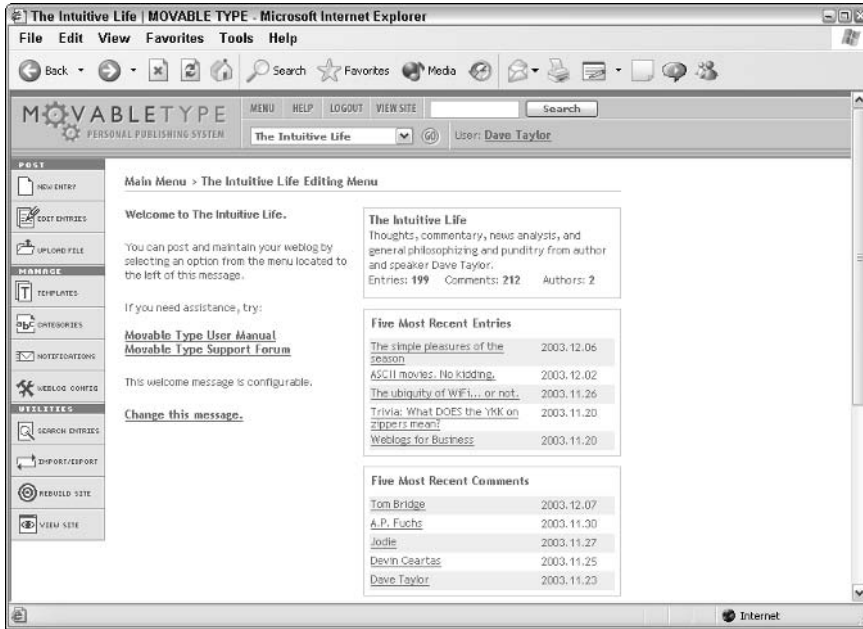 The Intuitive Life | MOVABLE TYPE - Microsoft Internet Explorer
File Edit View Favorites Tools Help
Back Search Favorites Media
MOVABLETYPE
PERSONAL PUBLISHING SYSTEM
MENU HELP LOGOUT VIEW SITE Search
The Intuitive Life GO User: Dave Taylor
POST
NEW ENTRY
EDIT ENTRIES
UPLOAD FILE
MANAGE
TEMPLATES
CATEGORIES
NOTIFICATIONS
WEBLOG CONFIG
UTILITIES
SEARCH ENTRIES
IMPORT/EXPORT
REBUILD SITE
VIEW SITE
Main Menu > The Intuitive Life Editing Menu
Welcome to The Intuitive Life.
You can post and maintain your weblog by
selecting an option from the menu located to
the left of this message.
If you need assistance, try:
Movable Type User Manual
Movable Type Support Forum
This welcome message is configurable.
Change this message.
The Intuitive Life
Thoughts, commentary, news analysis, and
general philosophizing and punditry from author
and speaker Dave Taylor.
Entries: 199 Comments: 212 Authors: 2
Five Most Recent Entries
The simple pleasures of the 2003.12.06
season
ASCII movies. No kidding. 2003.12.02
The ubiquity of WiFi... or not. 2003.11.26
Trivia: What DOES the YKK on 2003.11.20
zippers mean?
Weblogs for Business 2003.11.20
Five Most Recent Comments
Tom Bridge 2003.12.07
A.P. Fuchs 2003.11.30
Jodie 2003.11.27
Devin Ceartas 2003.11.25
Dave Taylor 2003.11.23
Internet